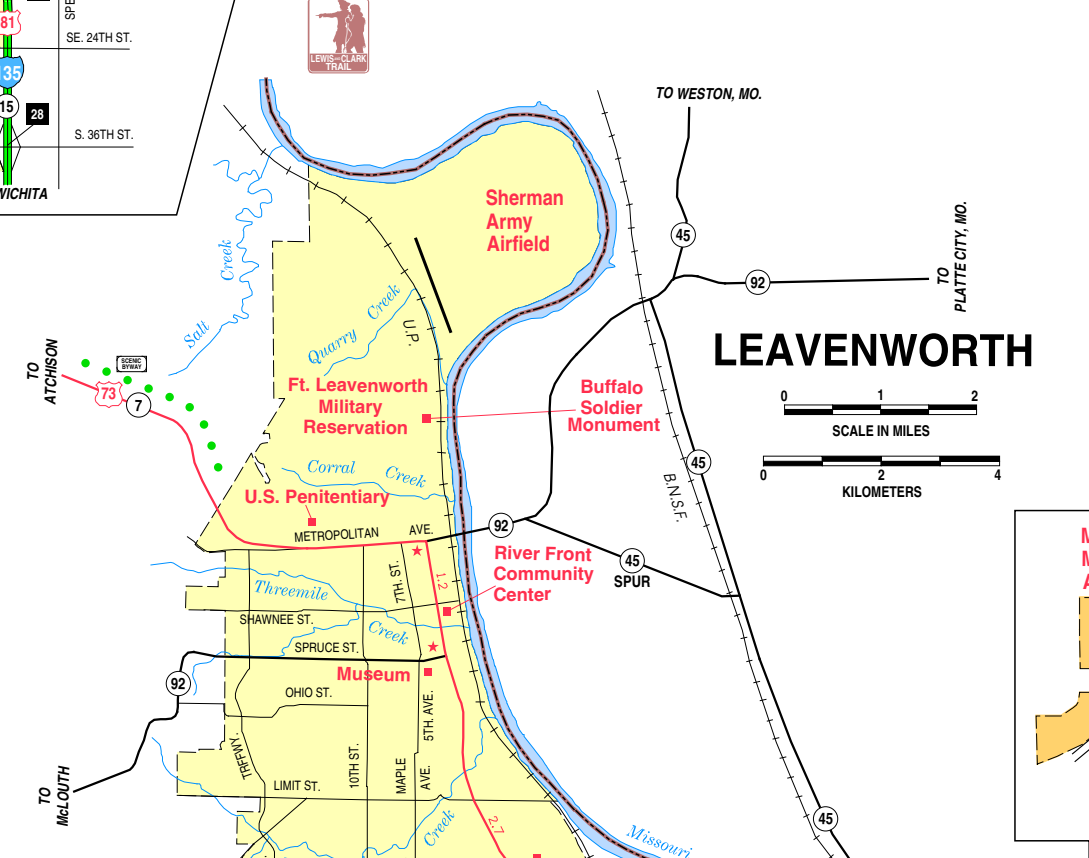 81
SE. 24TH ST.
135
15
28
S. 36TH ST.
WICHITA
LEWIS AND CLARK
TRAIL
TO WESTON, MO.
Sherman
Army
Airfield
45
92
TO
PLATTE CITY, MO.
Salt Creek
Quarry Creek
U.P.
LEAVENWORTH
TO
ATCHISON
SCENIC
BYWAY
73
7
Ft. Leavenworth
Military
Reservation
Buffalo
Soldier
Monument
0 1 2
SCALE IN MILES
0 2 4
KILOMETERS
45
B.N.S.F.
Corral Creek
U.S. Penitentiary
METROPOLITAN AVE.
92
River Front
Community
Center
45
SPUR
7TH ST.
1.2
Threemile Creek
SHAWNEE ST.
SPRUCE ST.
Museum
92
OHIO ST.
5TH. AVE.
TRFWY.
10TH ST.
MAPLE AVE.
LIMIT ST.
TO
McLOUTH
Creek
2.7
Missouri
45